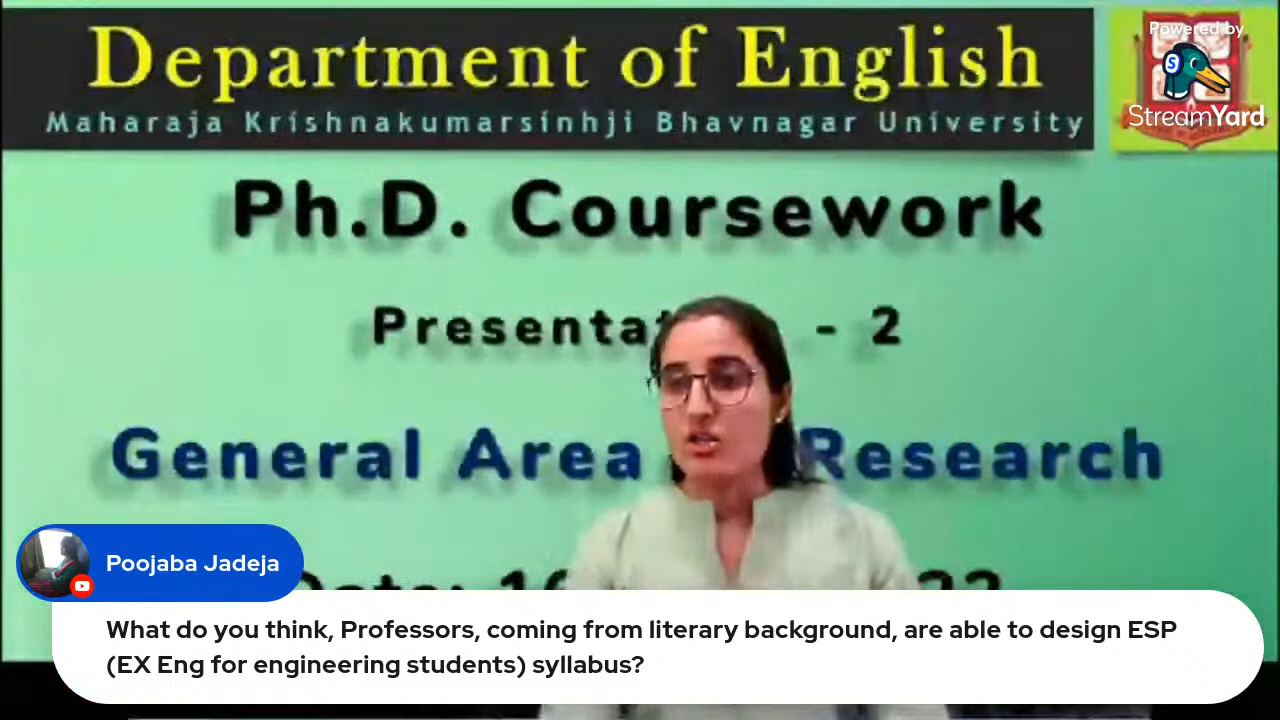 Department of English
Maharaja Krishnakumarsinhji Bhavnagar University
Powered by
StreamYard
Ph.D. Coursework
- 2
General Area Research
Poojaba Jadeja
What do you think, Professors, coming from literary background, are able to design ESP
(EX Eng for engineering students) syllabus?